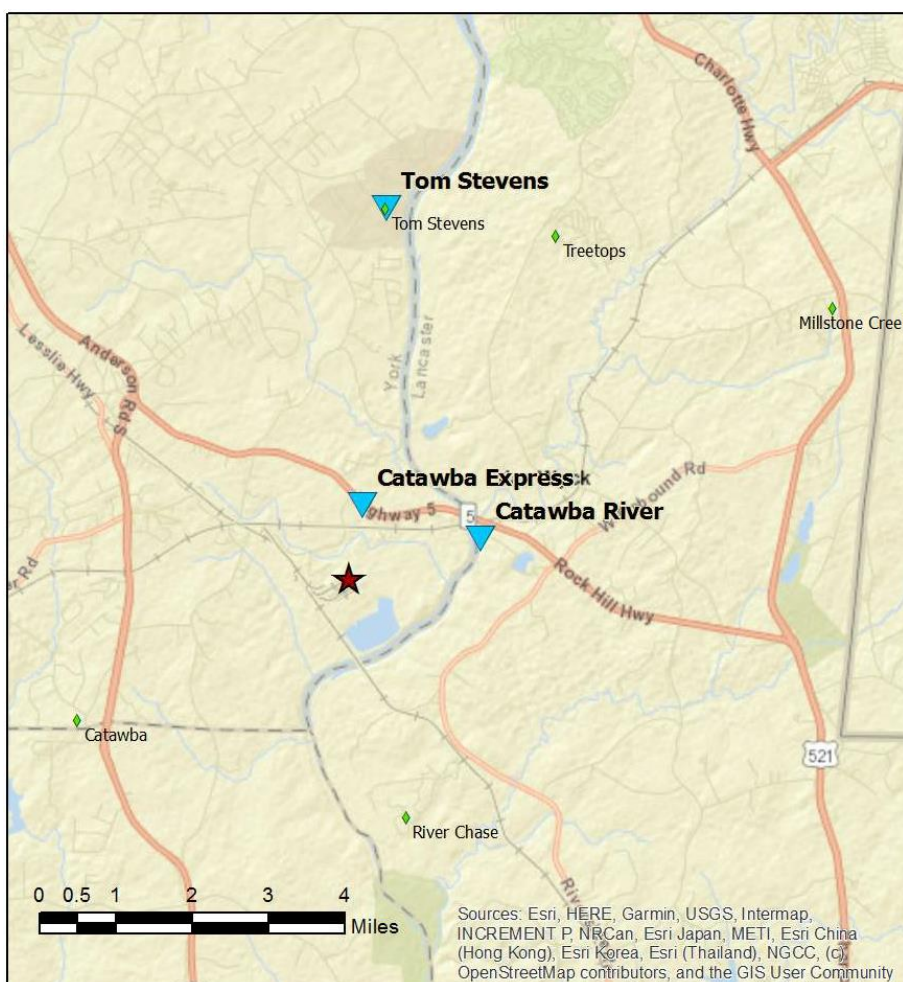 Charlotte Hwy
Tom Stevens
Tom Stevens
Treetops
Millstone Cree
Lesslie Hwy
Anderson Rd S
York
Lancaster
Catawba Express
ghway 5
5
Catawba River
Rd
Rock Hill Hwy
er Rd
Catawba
521
River Chase
0 0.5 1 2 3 4
Miles
Sources: Esri, HERE, Garmin, USGS, Intermap,
INCREMENT P, NRCan, Esri Japan, METI, Esri China
(Hong Kong), Esri Korea, Esri (Thailand), NGCC, (c)
OpenStreetMap contributors, and the GIS User Community